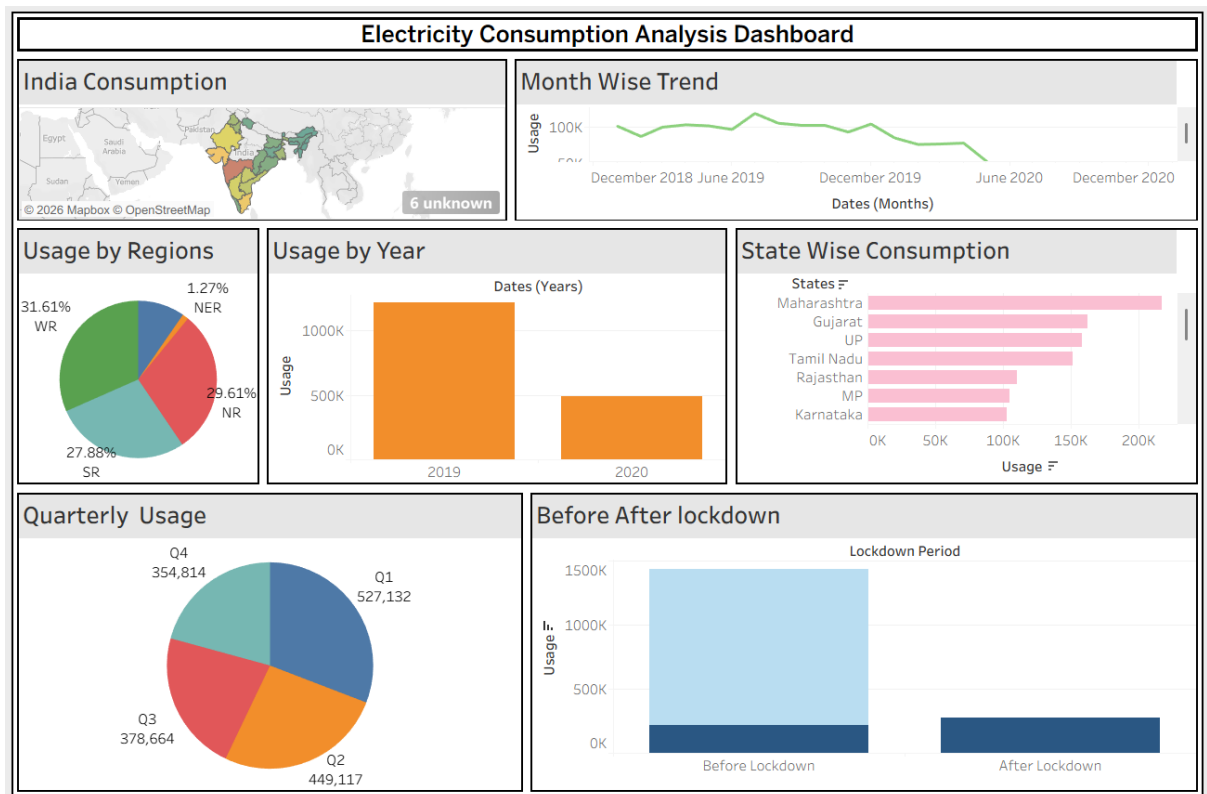 Electricity Consumption Analysis Dashboard
India Consumption
Egypt
Saudi
Arabia
Pakistan
India
Sudan
Yemen
© 2026 Mapbox © OpenStreetMap
6 unknown
Month Wise Trend
Usage
100K
50K
December 2018 June 2019 December 2019 June 2020 December 2020
Dates (Months)
Usage by Regions
1.27%
NER
31.61%
WR
29.61%
NR
27.88%
SR
Usage by Year
Dates (Years)
Usage
1000K
500K
0K
2019 2020
State Wise Consumption
States
Maharashtra
Gujarat
UP
Tamil Nadu
Rajasthan
MP
Karnataka
0K 50K 100K 150K 200K
Usage
Quarterly Usage
Q4
354,814
Q1
527,132
Q3
378,664
Q2
449,117
Before After lockdown
Lockdown Period
Usage
1500K
1000K
500K
0K
Before Lockdown After Lockdown